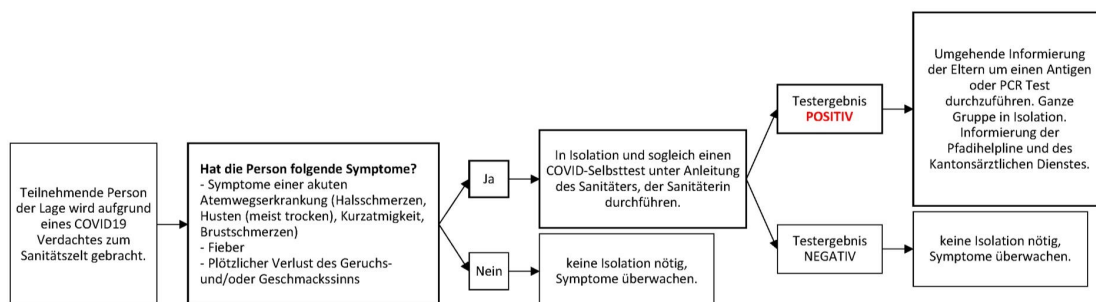 Teilnehmende Person
der Lage wird aufgrund
eines COVID19
Verdachtes zum
Sanitätszelt gebracht.
Hat die Person folgende Symptome?
- Symptome einer akuten
Atemwegserkrankung (Halsschmerzen,
Husten (meist trocken), Kurzatmigkeit,
Brustschmerzen)
- Fieber
- Plötzlicher Verlust des Geruchs-
und/oder Geschmackssinns
Ja
In Isolation und sogleich einen
COVID-Selbsttest unter Anleitung
des Sanitäters, der Sanitäterin
durchführen.
Testergebnis
POSITIV
Umgehende Informierung
der Eltern um einen Antigen
oder PCR Test
durchzuführen. Ganze
Gruppe in Isolation.
Informierung der
Pfadihelpline und des
Kantonsärztlichen Dienstes.
Testergebnis
NEGATIV
keine Isolation nötig,
Symptome überwachen.
Nein
keine Isolation nötig,
Symptome überwachen.